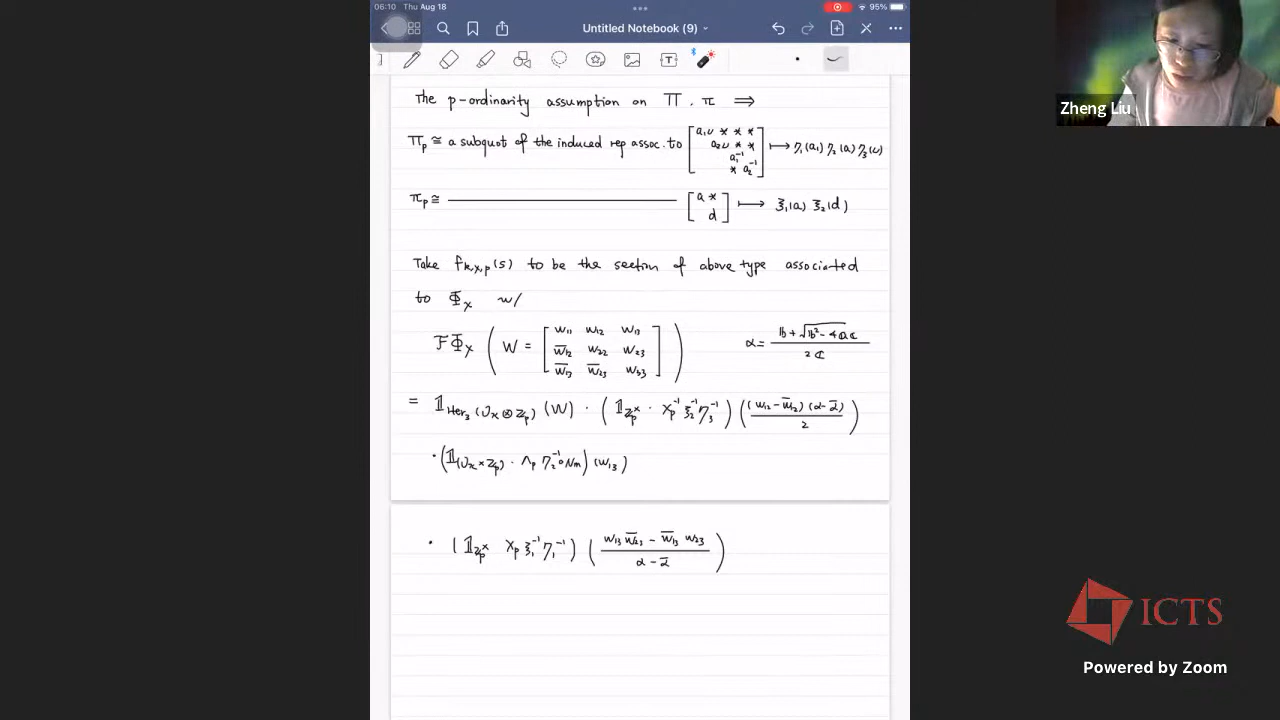 06:10 Thu Aug 18
95%
Untitled Notebook (9)
Zheng Liu
The p-ordinarity assumption on Π, π ⟹
Π_p ≅ a subquot of the induced rep assoc. to [a₁υ * * * ; a₂υ * * ; a₁⁻¹ ; * a₂⁻¹] ⟼ η₁(a₁) η₂(a₂) η₃(υ)
π_p ≅ ———— [a * ; d] ⟼ ξ₁(a) ξ₂(d)
Take f_{k,χ,p}(s) to be the section of above type associated
to Φ_χ w/
𝓕Φ_χ ( W = [w₁₁ w₁₂ w₁₃ ; w̄₁₂ w₂₂ w₂₃ ; w̄₁₃ w̄₂₃ w₃₃] ) α = (𝕓 + √(𝕓² − 4𝕒𝕔)) / 2𝕔
= 𝟙_{Her₃(O_𝒦⊗ℤ_p)} (W) · (𝟙_{ℤ_p^×} · χ_p⁻¹ ξ₂⁻¹ η₃⁻¹) ( (w₁₂ − w̄₁₂)(α − ᾱ) / 2 )
· (𝟙_{(O_𝒦×ℤ_p)} · Λ_p η₂⁻¹∘Nm) (w₁₃)
· (𝟙_{ℤ_p^×} χ_p ξ₁⁻¹ η₁⁻¹) ( (w₁₃ w̄₂₃ − w̄₁₃ w₂₃) / (α − ᾱ) )
ICTS
Powered by Zoom